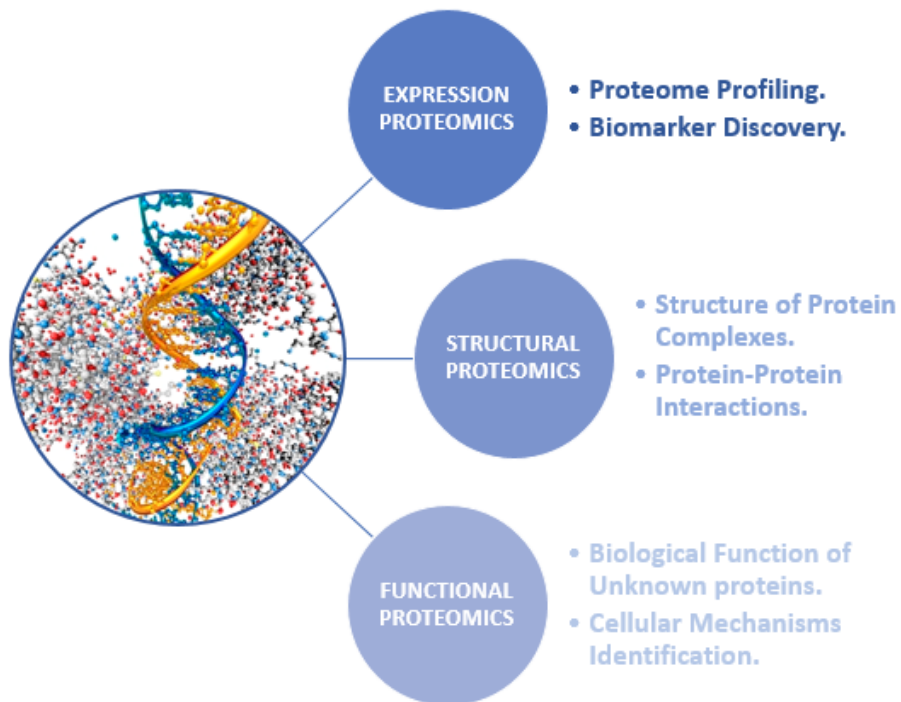 EXPRESSION
PROTEOMICS
• Proteome Profiling.
• Biomarker Discovery.
STRUCTURAL
PROTEOMICS
• Structure of Protein
Complexes.
• Protein-Protein
Interactions.
FUNCTIONAL
PROTEOMICS
• Biological Function of
Unknown proteins.
• Cellular Mechanisms
Identification.